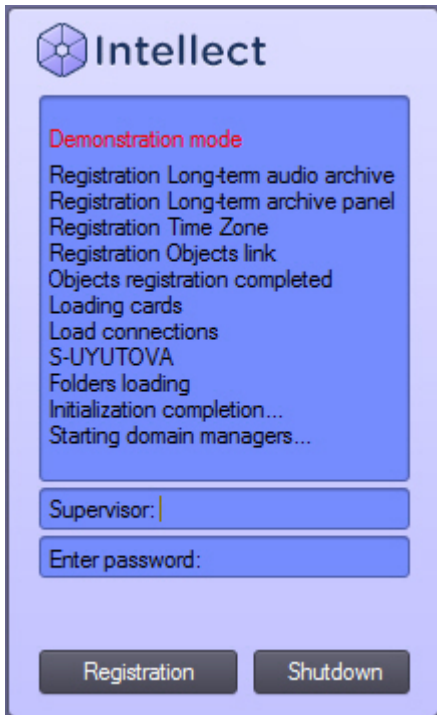 Intellect
Demonstration mode
Registration Long-term audio archive
Registration Long-term archive panel
Registration Time Zone
Registration Objects link
Objects registration completed
Loading cards
Load connections
S-UYUTOVA
Folders loading
Initialization completion...
Starting domain managers...
Supervisor:
Enter password:
Registration Shutdown